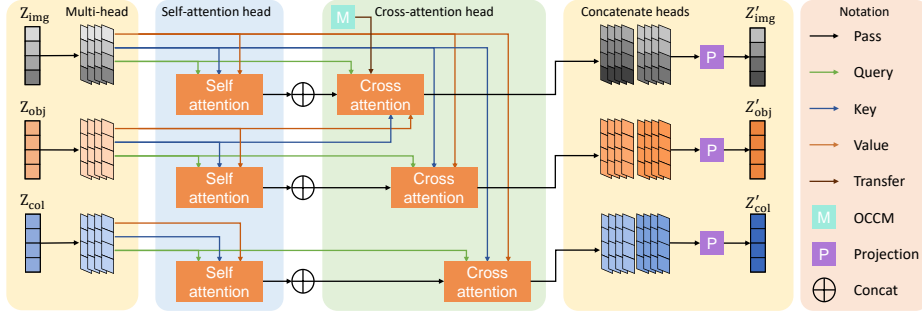 Z_img
Multi-head
Self-attention head
Cross-attention head
Concatenate heads
Z′_img
Notation
M
Pass
Self
attention
Cross
attention
P
Query
Z_obj
Z′_obj
Key
Self
attention
Cross
attention
P
Value
Transfer
Z_col
Z′_col
M
OCCM
Self
attention
Cross
attention
P
P
Projection
Concat